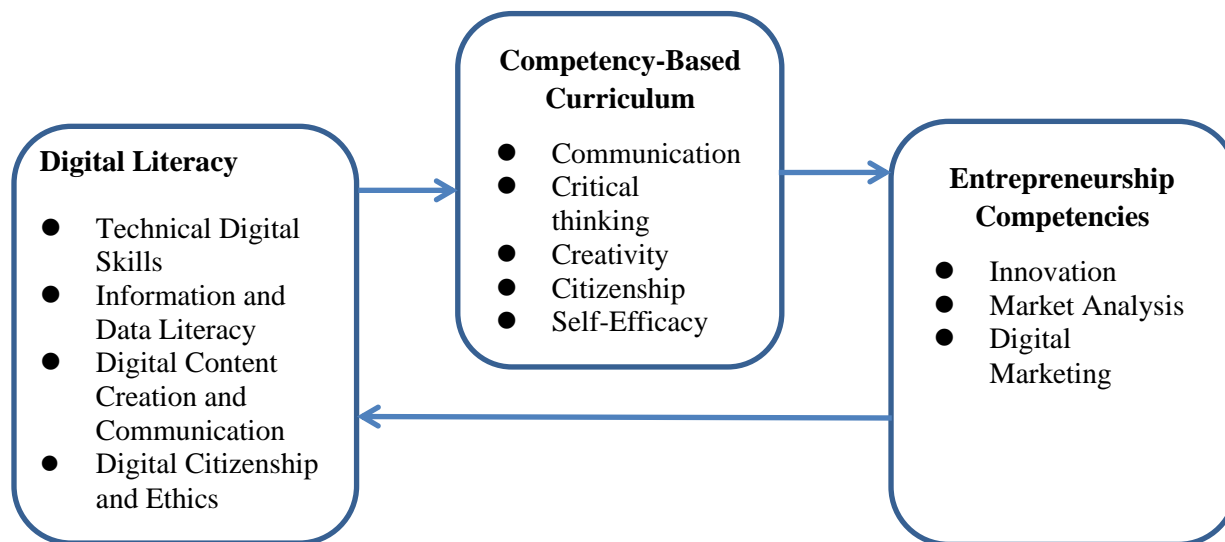 Digital Literacy
● Technical Digital
Skills
● Information and
Data Literacy
● Digital Content
Creation and
Communication
● Digital Citizenship
and Ethics
Competency-Based
Curriculum
● Communication
● Critical
thinking
● Creativity
● Citizenship
● Self-Efficacy
Entrepreneurship
Competencies
● Innovation
● Market Analysis
● Digital
Marketing